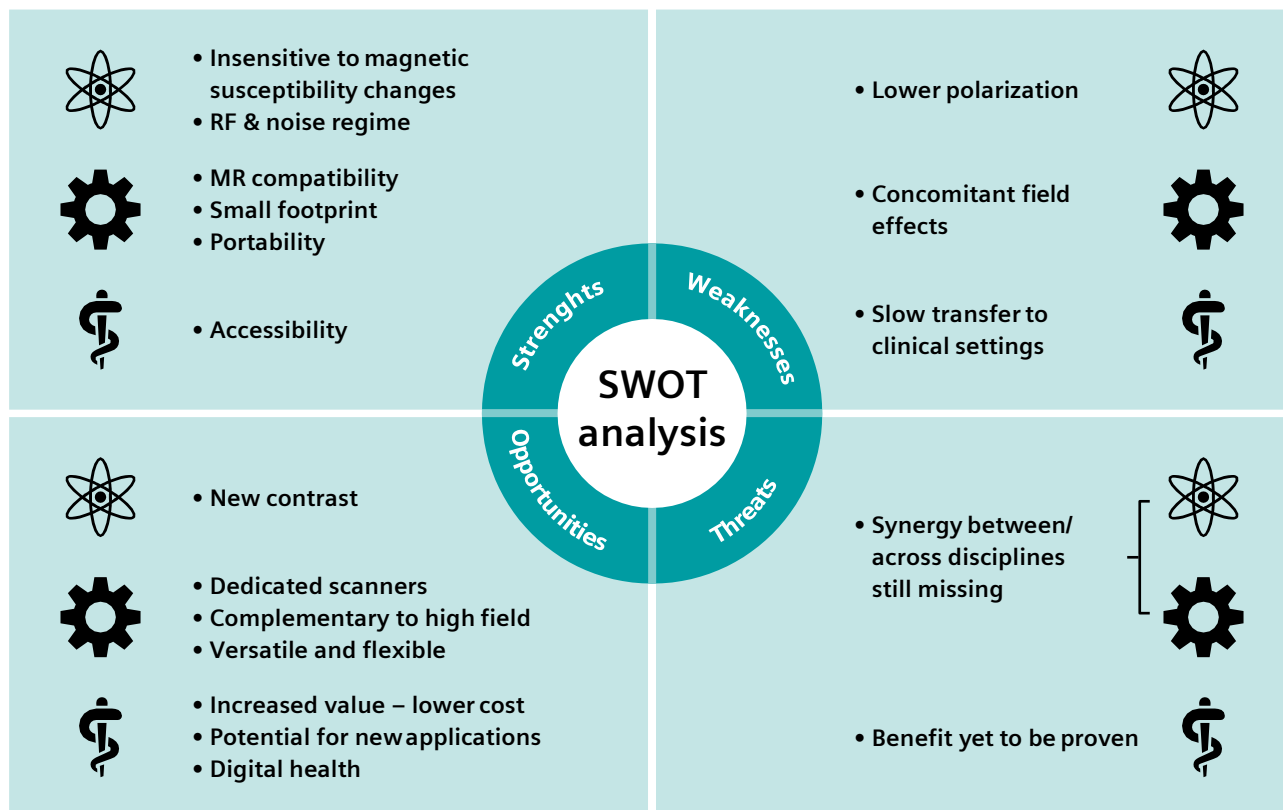 • Insensitive to magnetic
susceptibility changes
• RF & noise regime
• MR compatibility
• Small footprint
• Portability
• Accessibility
• Lower polarization
• Concomitant field
effects
• Slow transfer to
clinical settings
Strenghts
Weaknesses
SWOT
analysis
Opportunities
Threats
• New contrast
• Dedicated scanners
• Complementary to high field
• Versatile and flexible
• Increased value – lower cost
• Potential for new applications
• Digital health
• Synergy between/
across disciplines
still missing
• Benefit yet to be proven